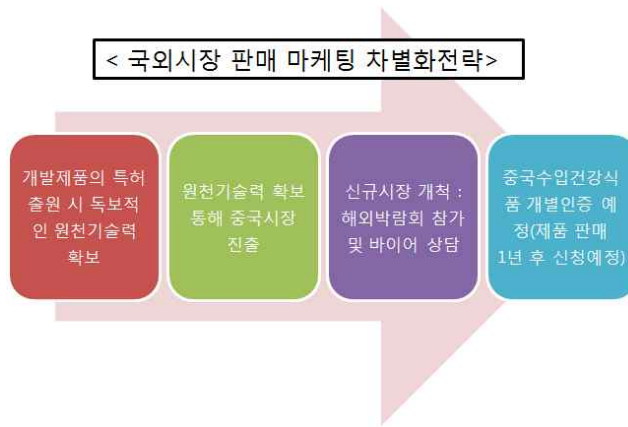 < 국외시장 판매 마케팅 차별화전략>
개발제품의 특허
출원 시 독보적
인 원천기술력
확보
원천기술력 확보
통해 중국시장
진출
신규시장 개척 :
해외박람회 참가
및 바이어 상담
중국수입건강식
품 개별인증 예
정(제품 판매
1년 후 신청예정)